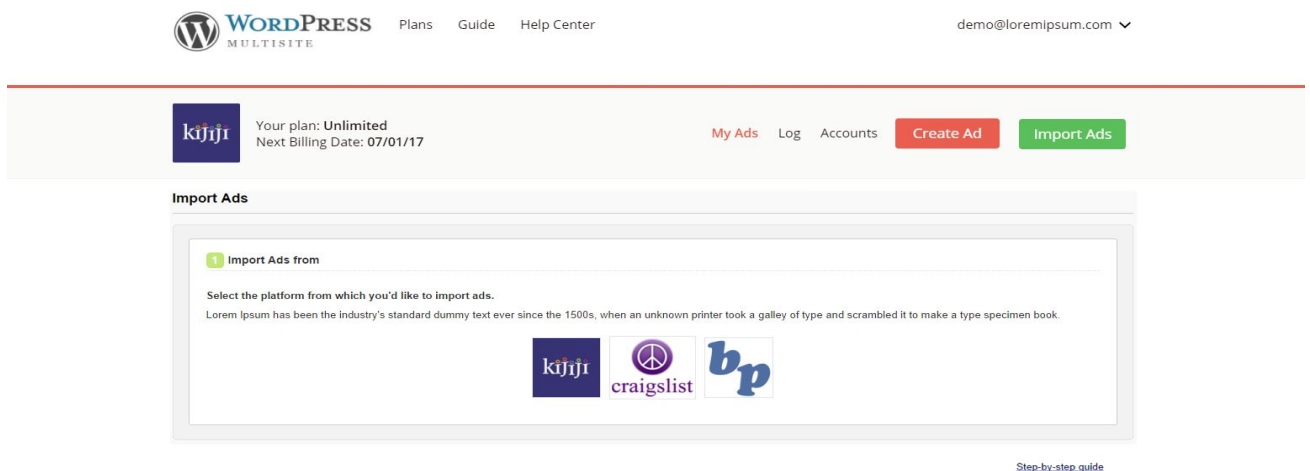 WORDPRESS
MULTISITE
Plans Guide Help Center
demo@loremipsum.com
kijiji
Your plan: Unlimited
Next Billing Date: 07/01/17
My Ads Log Accounts Create Ad Import Ads
Import Ads
1 Import Ads from
Select the platform from which you'd like to import ads.
Lorem Ipsum has been the industry's standard dummy text ever since the 1500s, when an unknown printer took a galley of type and scrambled it to make a type specimen book.
kijiji
craigslist
bp
Step-by-step guide